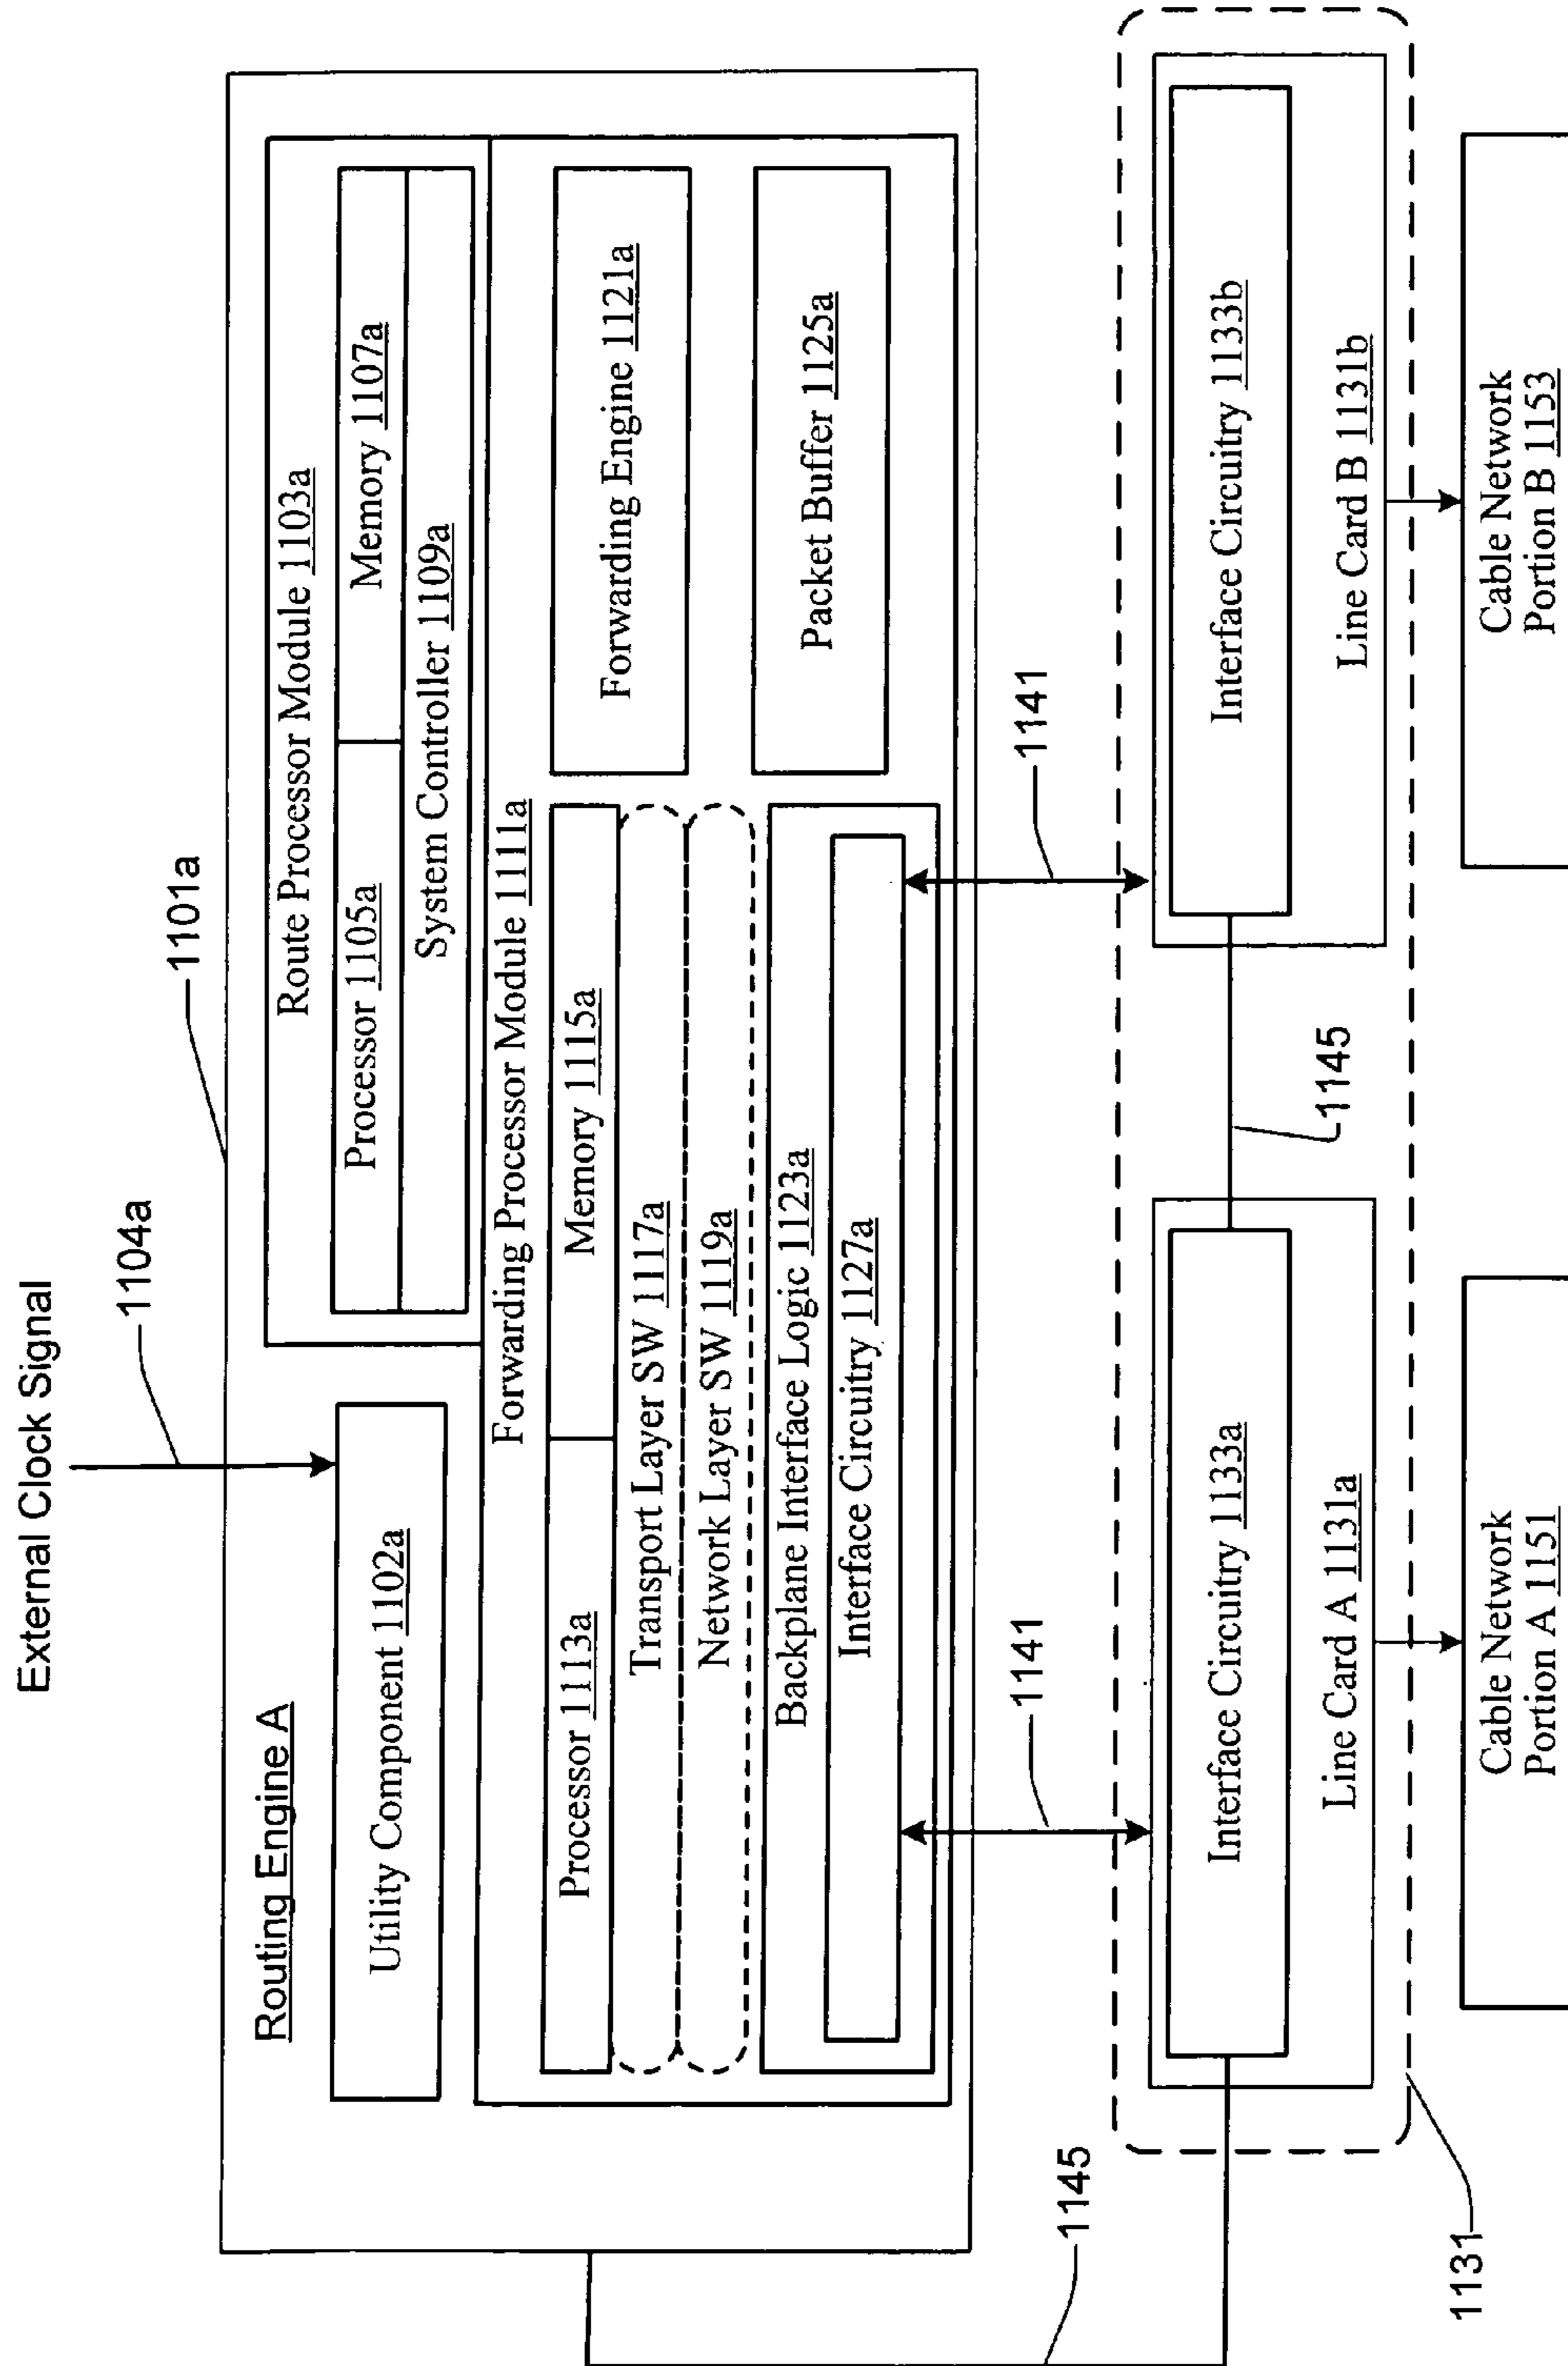 External Clock Signal
1104a
1101a
Routing Engine A
Utility Component 1102a
Route Processor Module 1103a
Processor 1105a
Memory 1107a
System Controller 1109a
Forwarding Processor Module 1111a
Processor 1113a
Memory 1115a
Transport Layer SW 1117a
Network Layer SW 1119a
Backplane Interface Logic 1123a
Interface Circuitry 1127a
Forwarding Engine 1121a
Packet Buffer 1125a
1145
1141
1141
Interface Circuitry 1133a
Line Card A 1131a
1145
Interface Circuitry 1133b
Line Card B 1131b
1131
Cable Network
Portion A 1151
Cable Network
Portion B 1153